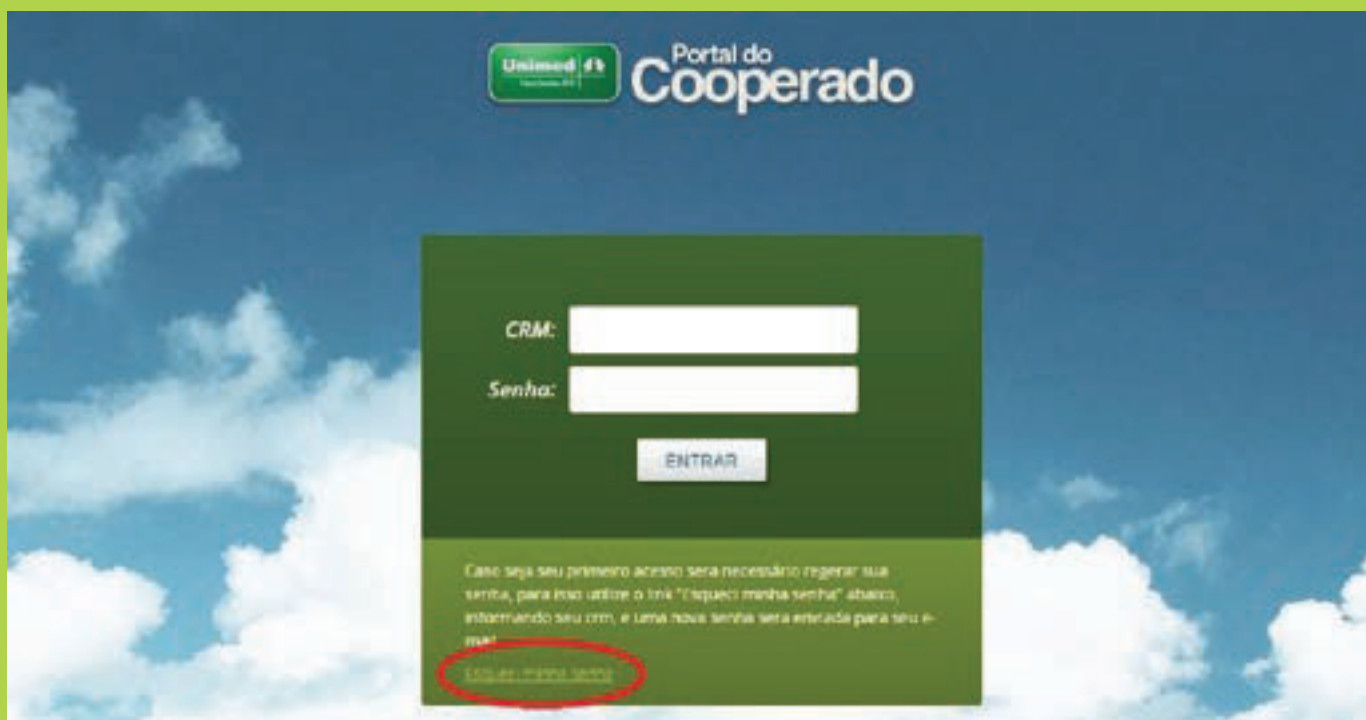 Unimed
Portal do
Cooperado
CRM:
Senha:
ENTRAR
Caso seja seu primeiro acesso sera necessário regerar sua
senha, para isso utilize o link "Esqueci minha senha" abaixo,
informando seu crm, e uma nova senha sera enviada para seu e-
mail
Esqueci minha senha